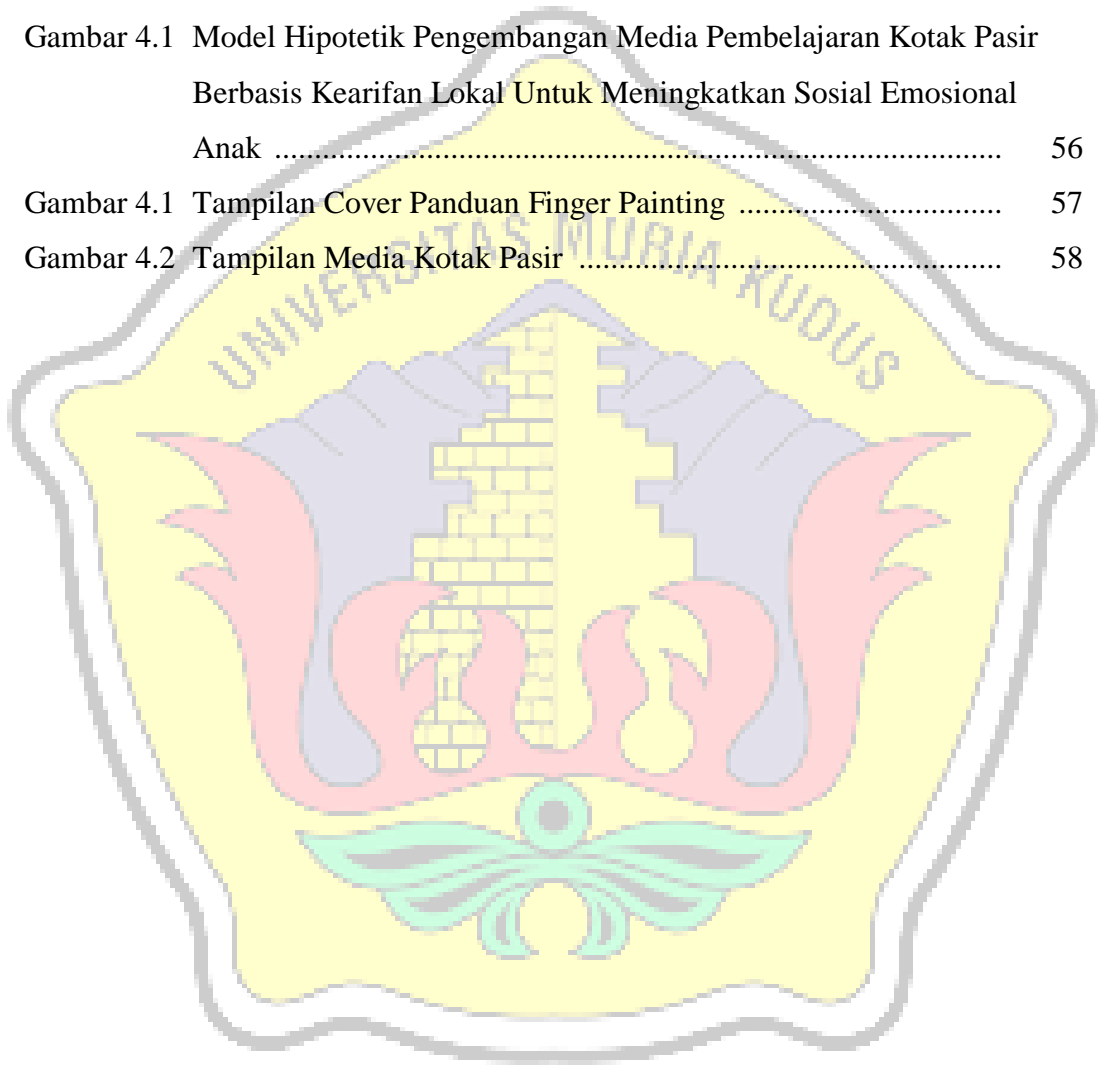 Gambar 4.1 Model Hipotetik Pengembangan Media Pembelajaran Kotak Pasir
Berbasis Kearifan Lokal Untuk Meningkatkan Sosial Emosional
Anak ................................................................................ 56
Gambar 4.1 Tampilan Cover Panduan Finger Painting ............................. 57
Gambar 4.2 Tampilan Media Kotak Pasir ............................................... 58
UNIVERSITAS MURIA KUDUS